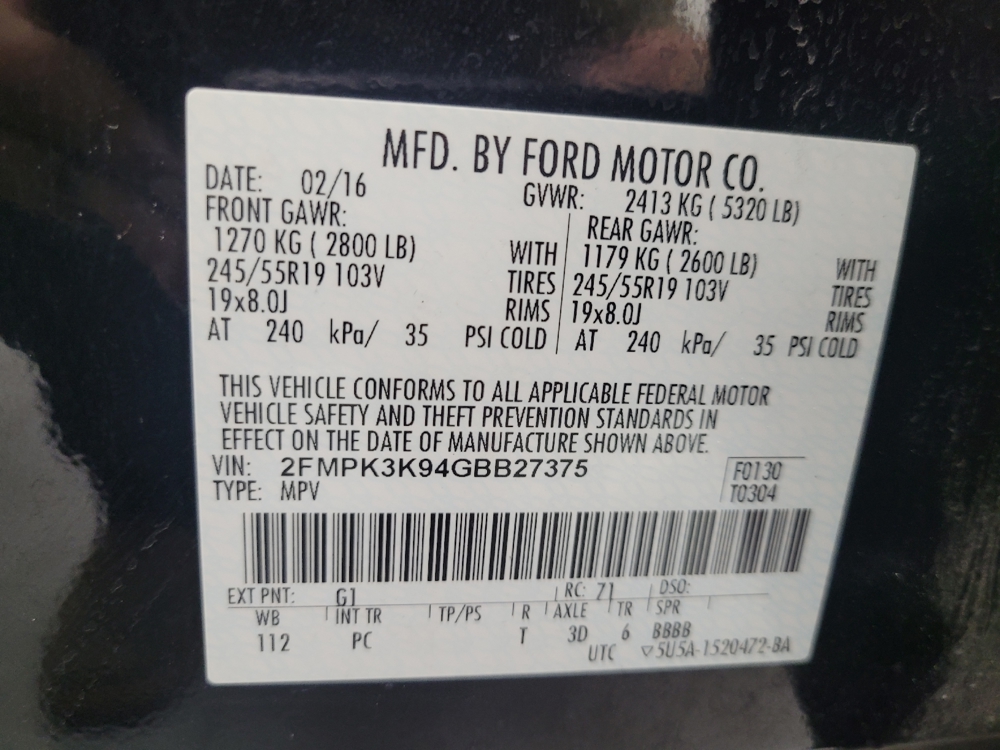 MFD. BY FORD MOTOR CO.
DATE: 02/16 GVWR: 2413 KG ( 5320 LB)
FRONT GAWR: REAR GAWR:
1270 KG ( 2800 LB) WITH 1179 KG ( 2600 LB) WITH
245/55R19 103V TIRES 245/55R19 103V TIRES
19x8.0J RIMS 19x8.0J RIMS
AT 240 kPa/ 35 PSI COLD AT 240 kPa/ 35 PSI COLD
THIS VEHICLE CONFORMS TO ALL APPLICABLE FEDERAL MOTOR
VEHICLE SAFETY AND THEFT PREVENTION STANDARDS IN
EFFECT ON THE DATE OF MANUFACTURE SHOWN ABOVE.
VIN: 2FMPK3K94GBB27375 F0130
TYPE: MPV T0304
EXT PNT: G1 RC: 71 DSO:
WB INT TR TP/PS R AXLE TR SPR
112 PC T 3D 6 BBBB
UTC ▽5U5A-1520472-BA